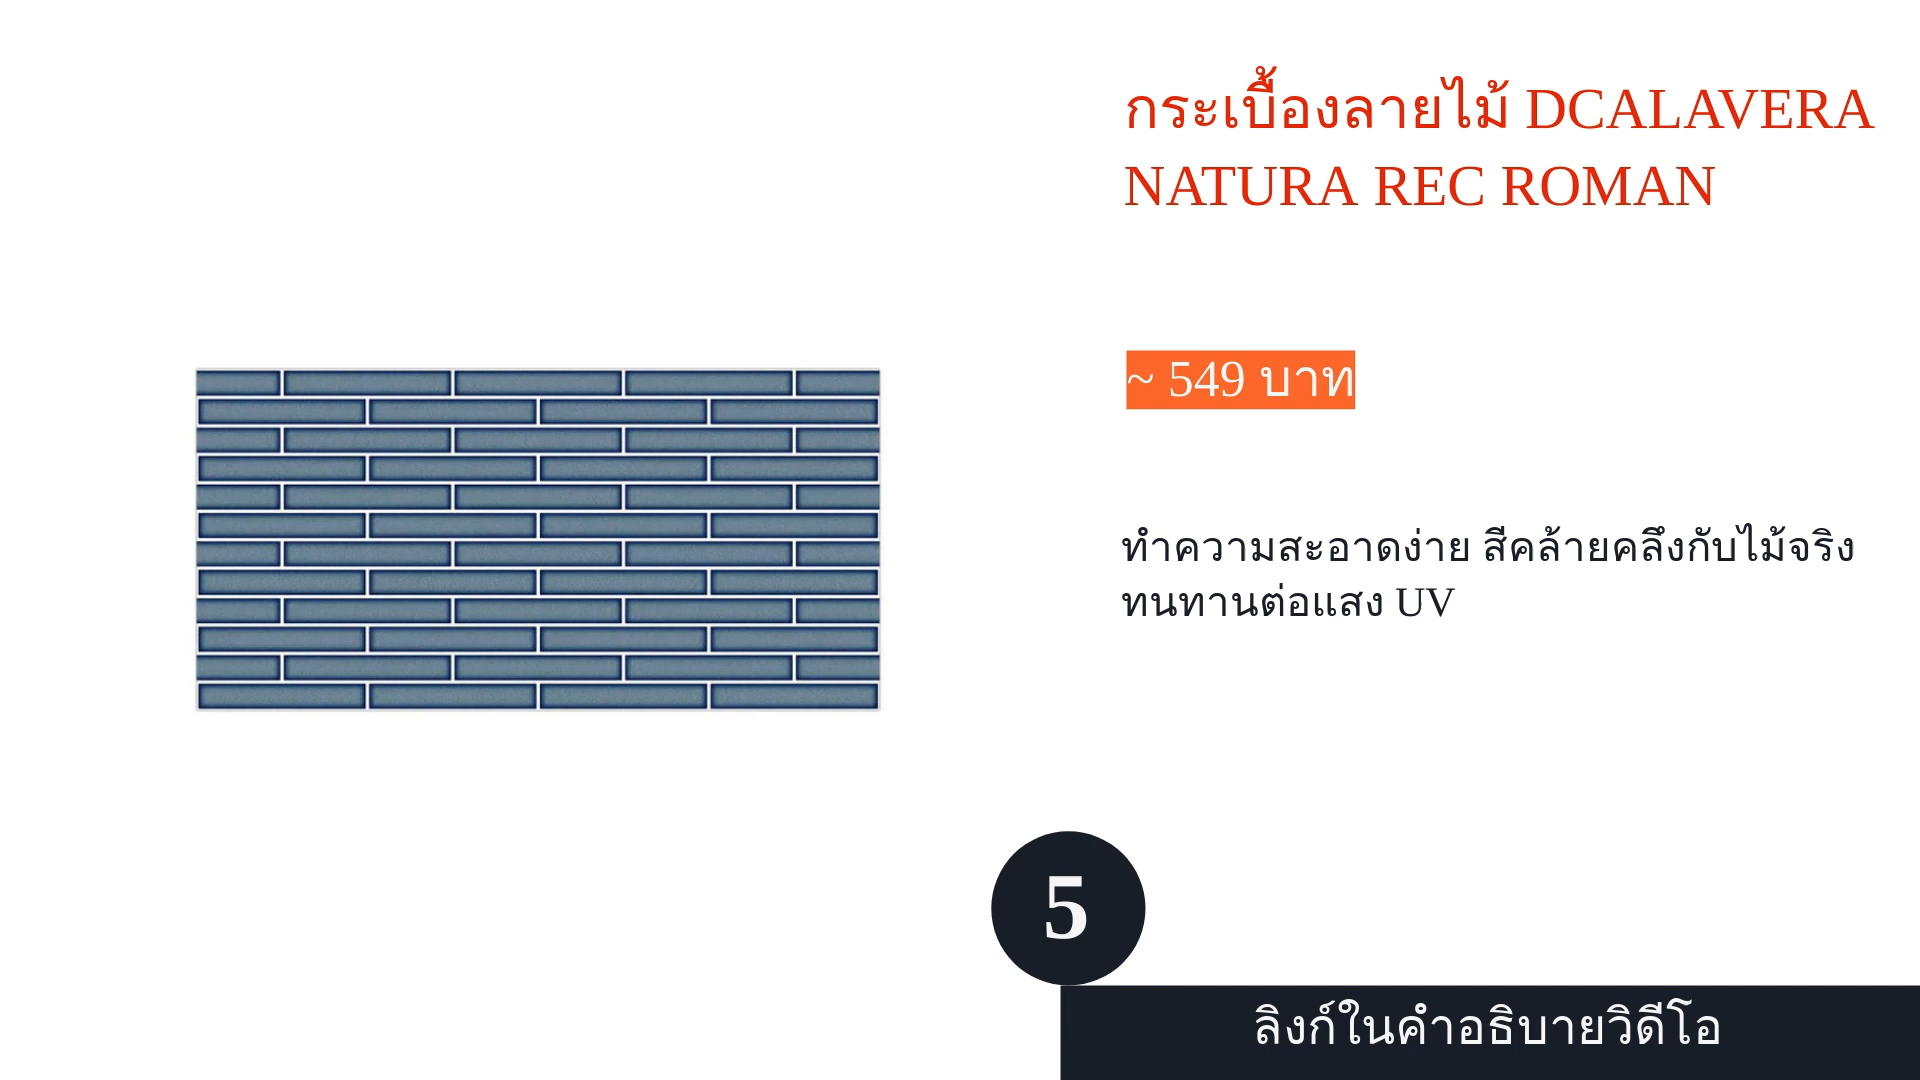 กระเบื้องลายไม้ DCALAVERA
NATURA REC ROMAN
~ 549 บาท
ทำความสะอาดง่าย สีคล้ายคลึงกับไม้จริง
ทนทานต่อแสง UV
5
ลิงก์ในคำอธิบายวิดีโอ